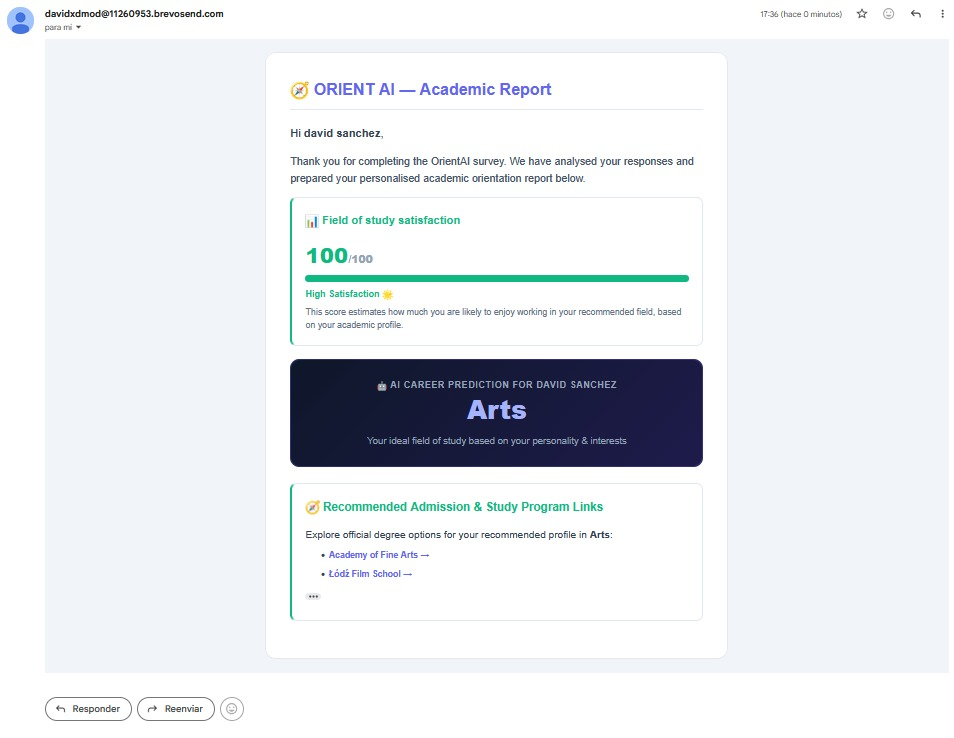 davidxdmod@11260953.brevosend.com
17:36 (hace 0 minutos)
para mí
ORIENT AI — Academic Report
Hi david sanchez,
Thank you for completing the OrientAI survey. We have analysed your responses and
prepared your personalised academic orientation report below.
Field of study satisfaction
100/100
High Satisfaction
This score estimates how much you are likely to enjoy working in your recommended field, based
on your academic profile.
AI CAREER PREDICTION FOR DAVID SANCHEZ
Arts
Your ideal field of study based on your personality & interests
Recommended Admission & Study Program Links
Explore official degree options for your recommended profile in Arts:
• Academy of Fine Arts →
• Łódź Film School →
Responder
Reenviar